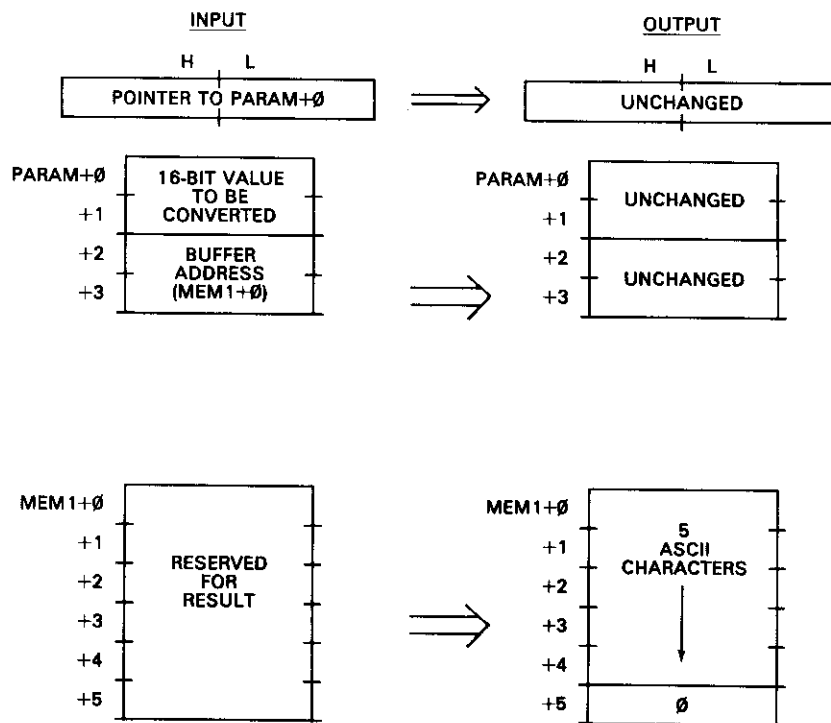 INPUT
H L
POINTER TO PARAM+Ø
OUTPUT
H L
UNCHANGED
PARAM+Ø
+1
+2
+3
16-BIT VALUE
TO BE
CONVERTED
BUFFER
ADDRESS
(MEM1+Ø)
PARAM+Ø
+1
+2
+3
UNCHANGED
UNCHANGED
MEM1+Ø
+1
+2
+3
+4
+5
RESERVED
FOR
RESULT
MEM1+Ø
+1
+2
+3
+4
+5
5
ASCII
CHARACTERS
Ø